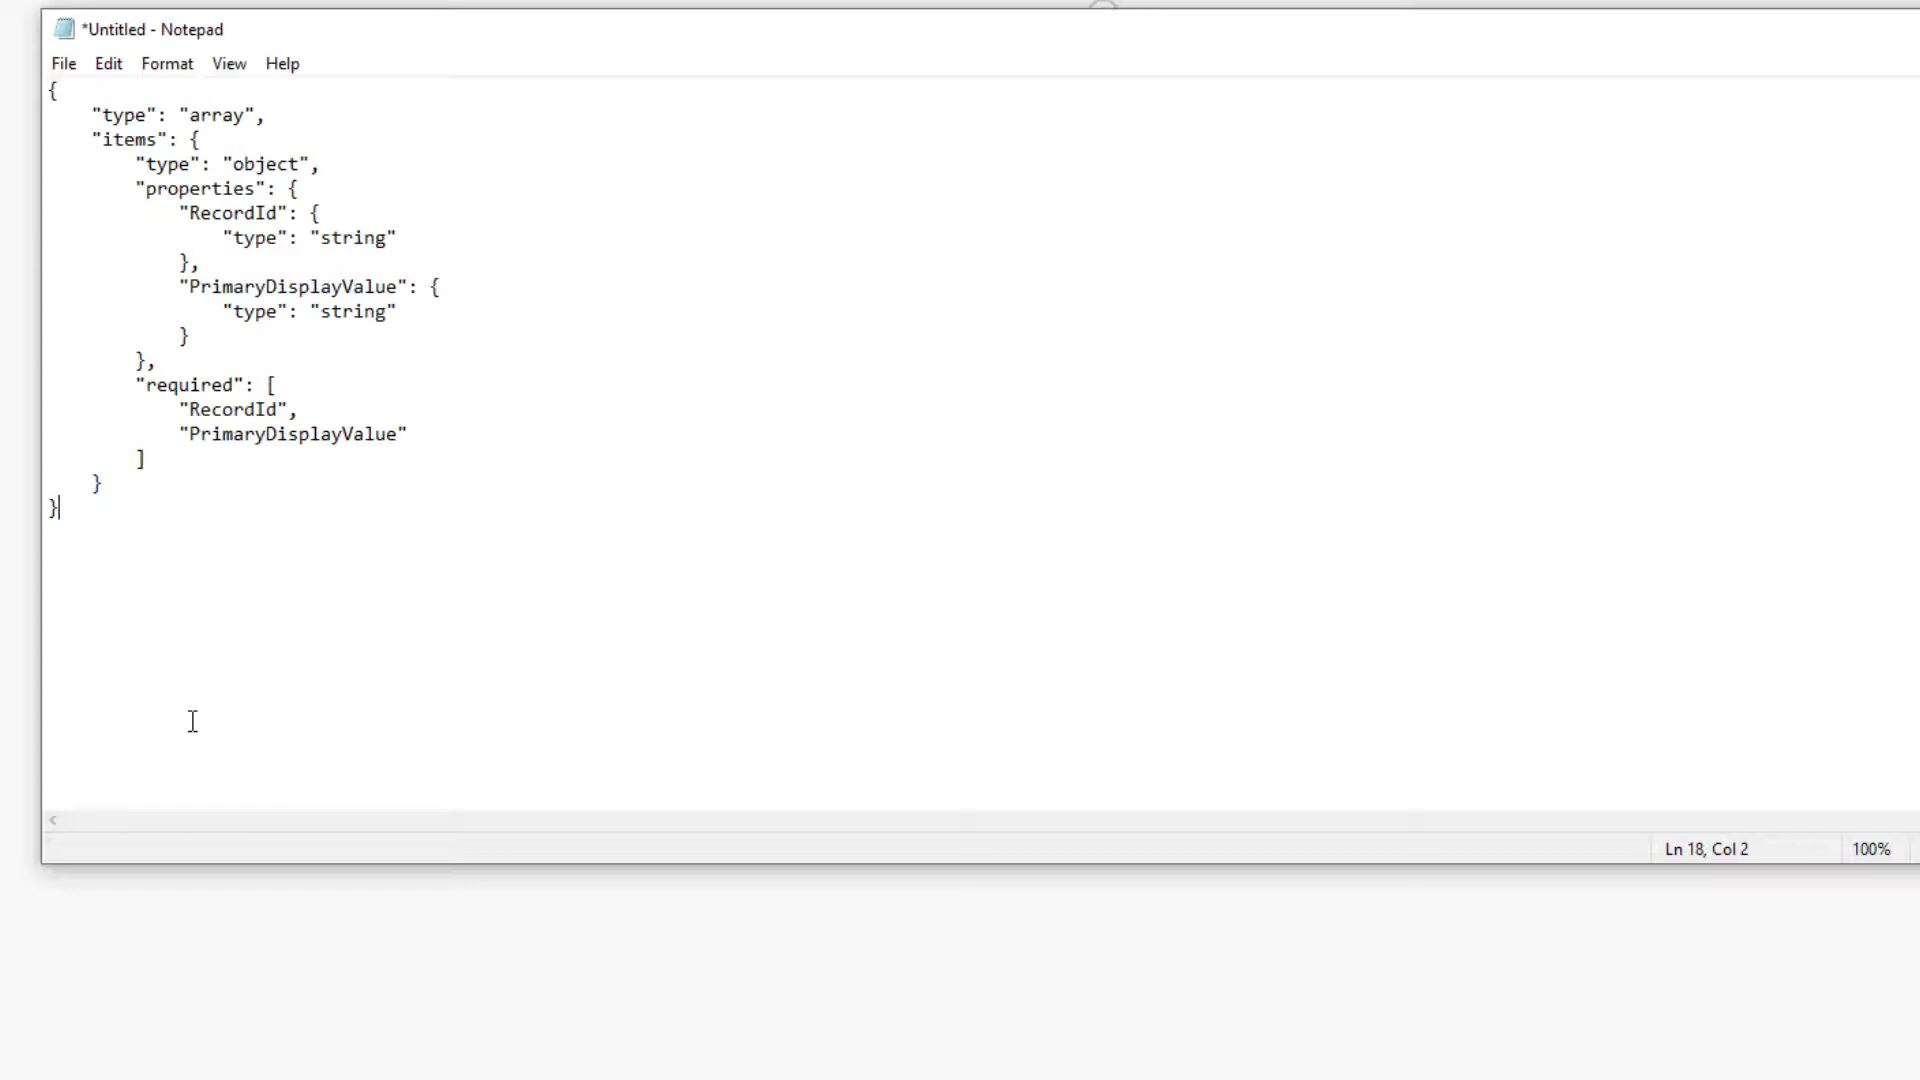 *Untitled - Notepad
File Edit Format View Help
{
    "type": "array",
    "items": {
        "type": "object",
        "properties": {
            "RecordId": {
                "type": "string"
            },
            "PrimaryDisplayValue": {
                "type": "string"
            }
        },
        "required": [
            "RecordId",
            "PrimaryDisplayValue"
        ]
    }
}
Ln 18, Col 2 100%